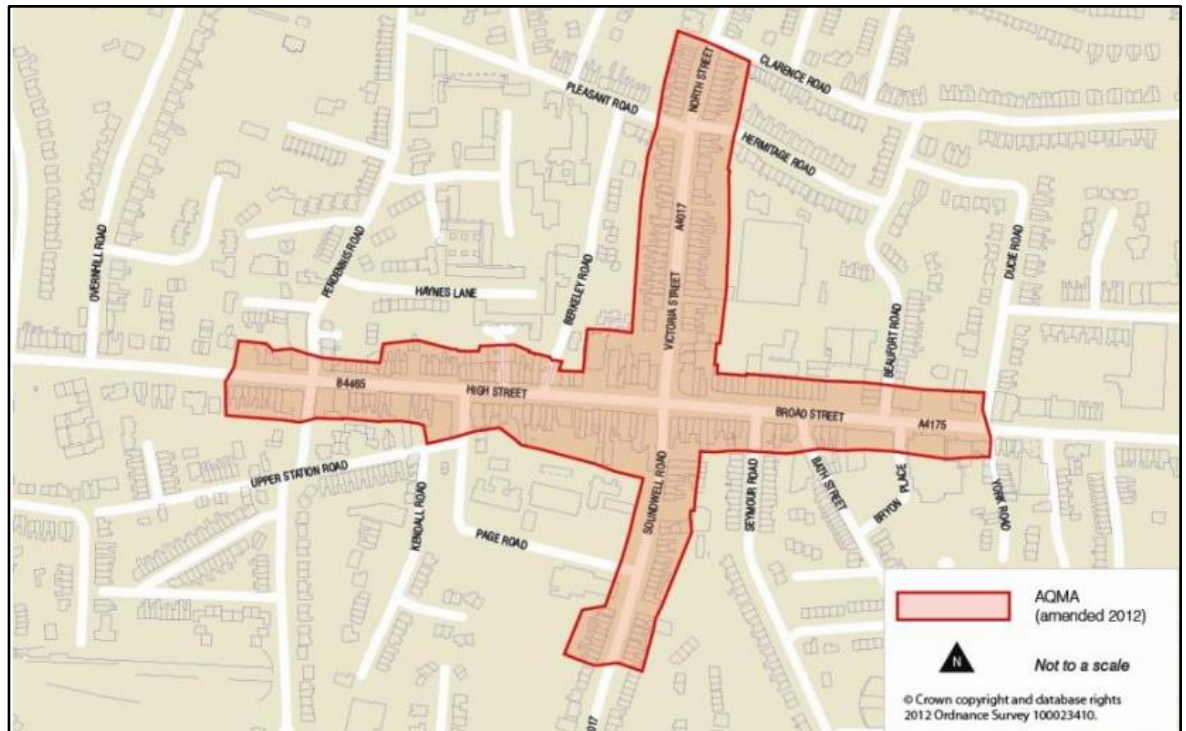 CLARENCE ROAD
NORTH STREET
PLEASANT ROAD
HERMITAGE ROAD
A4017
OVERNHILL ROAD
PENDENNIS ROAD
DUCIE ROAD
HAYNES LANE
BERKELEY ROAD
VICTORIA STREET
BEAUFORT ROAD
B4465
HIGH STREET
BROAD STREET
A4175
UPPER STATION ROAD
KENDALL ROAD
SOUNDWELL ROAD
SEYMOUR ROAD
BATH STREET
BRYON PLACE
YORK ROAD
PAGE ROAD
AQMA
(amended 2012)
N
Not to a scale
© Crown copyright and database rights
2012 Ordnance Survey 100023410.
017